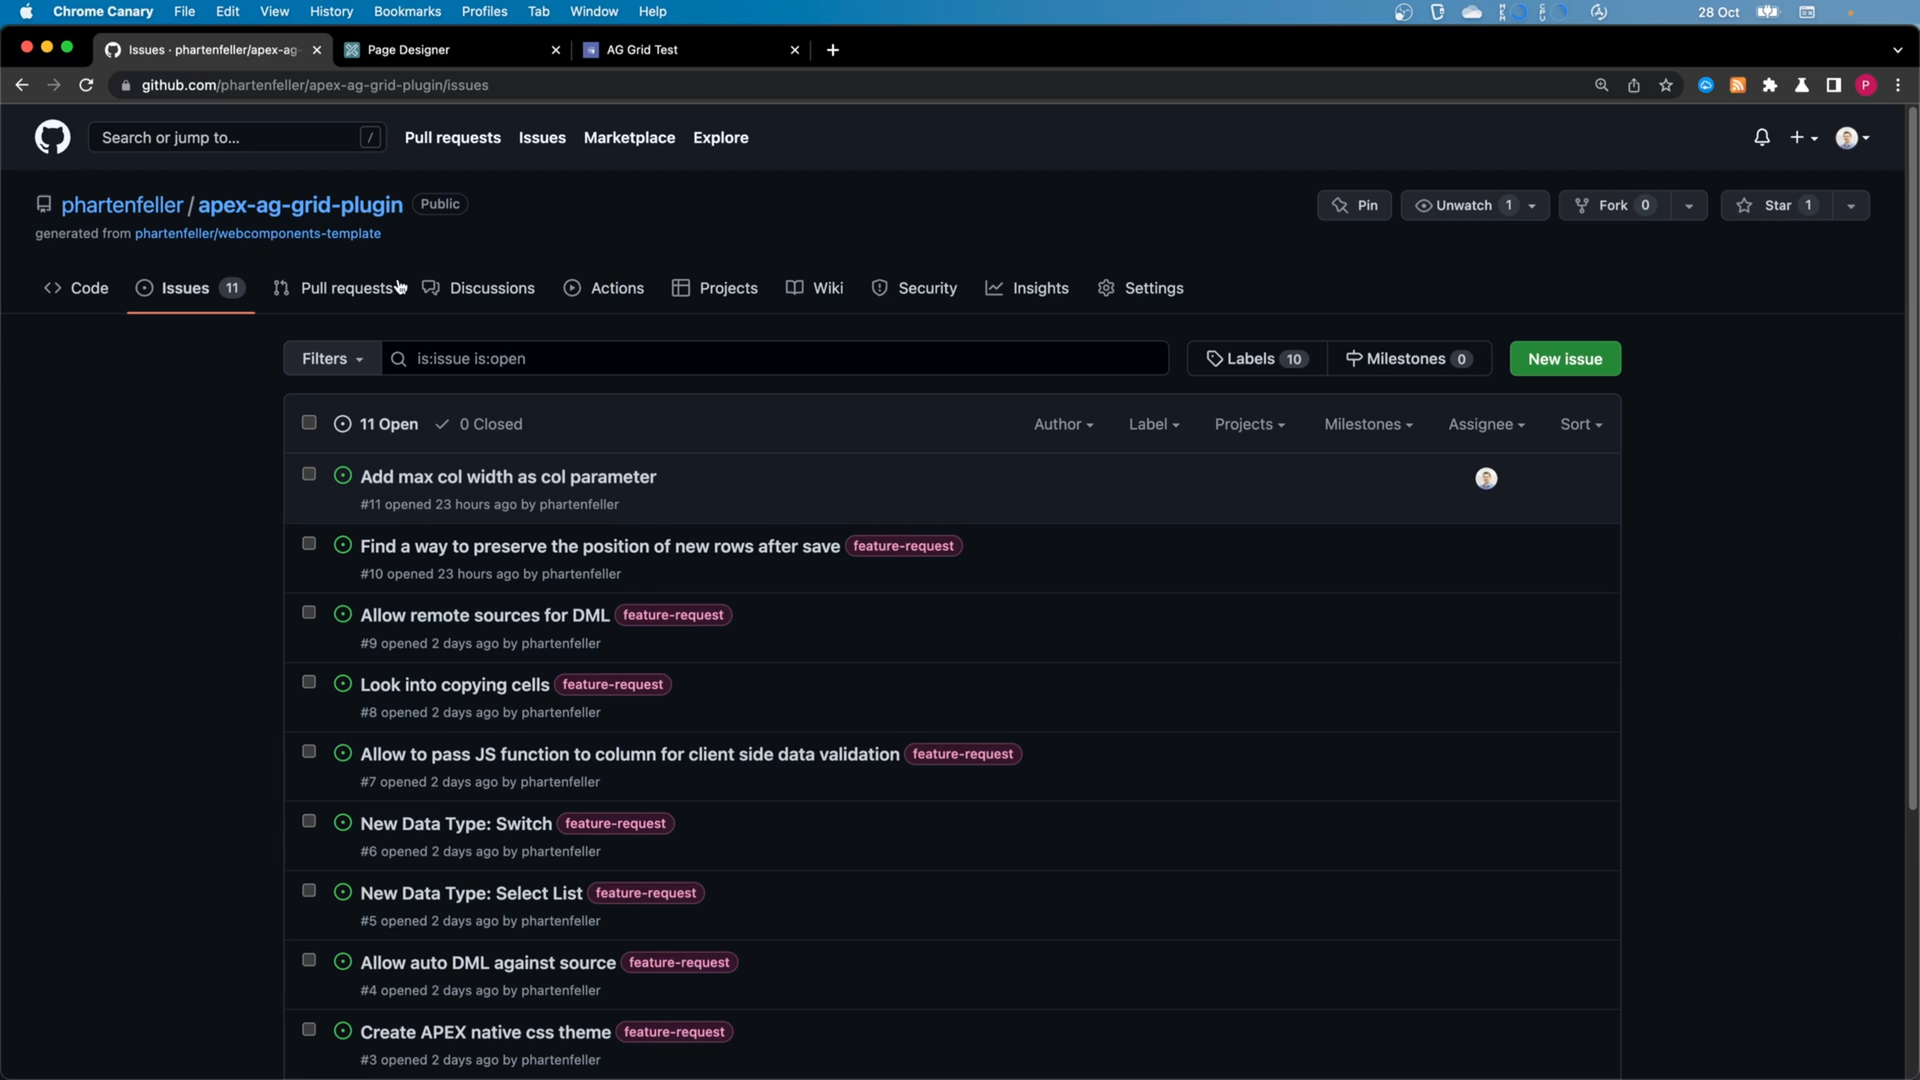 Chrome Canary File Edit View History Bookmarks Profiles Tab Window Help 28 Oct
Issues · phartenfeller/apex-ag- Page Designer AG Grid Test
github.com/phartenfeller/apex-ag-grid-plugin/issues P
Search or jump to... / Pull requests Issues Marketplace Explore
phartenfeller / apex-ag-grid-plugin Public Pin Unwatch 1 Fork 0 Star 1
generated from phartenfeller/webcomponents-template
Code Issues 11 Pull requests Discussions Actions Projects Wiki Security Insights Settings
Filters is:issue is:open Labels 10 Milestones 0 New issue
11 Open 0 Closed Author Label Projects Milestones Assignee Sort
Add max col width as col parameter
#11 opened 23 hours ago by phartenfeller
Find a way to preserve the position of new rows after save feature-request
#10 opened 23 hours ago by phartenfeller
Allow remote sources for DML feature-request
#9 opened 2 days ago by phartenfeller
Look into copying cells feature-request
#8 opened 2 days ago by phartenfeller
Allow to pass JS function to column for client side data validation feature-request
#7 opened 2 days ago by phartenfeller
New Data Type: Switch feature-request
#6 opened 2 days ago by phartenfeller
New Data Type: Select List feature-request
#5 opened 2 days ago by phartenfeller
Allow auto DML against source feature-request
#4 opened 2 days ago by phartenfeller
Create APEX native css theme feature-request
#3 opened 2 days ago by phartenfeller